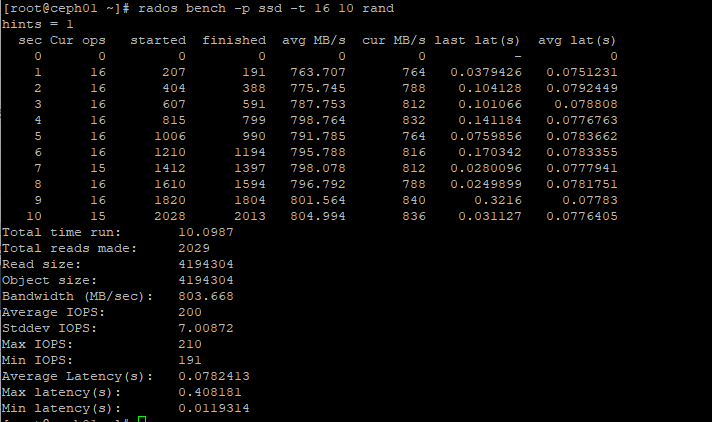 [root@ceph01 ~]# rados bench -p ssd -t 16 10 rand
hints = 1
  sec Cur ops   started  finished  avg MB/s  cur MB/s last lat(s)  avg lat(s)
    0       0         0         0         0         0           -           0
    1      16       207       191   763.707       764   0.0379426   0.0751231
    2      16       404       388   775.745       788    0.104128   0.0792449
    3      16       607       591   787.753       812    0.101066    0.078808
    4      16       815       799   798.764       832    0.141184   0.0776763
    5      16      1006       990   791.785       764   0.0759856   0.0783662
    6      16      1210      1194   795.788       816    0.170342   0.0783355
    7      15      1412      1397   798.078       812   0.0280096   0.0777941
    8      16      1610      1594   796.792       788   0.0249899   0.0781751
    9      16      1820      1804   801.564       840      0.3216     0.07783
   10      15      2028      2013   804.994       836    0.031127   0.0776405
Total time run:       10.0987
Total reads made:     2029
Read size:            4194304
Object size:          4194304
Bandwidth (MB/sec):   803.668
Average IOPS:         200
Stddev IOPS:          7.00872
Max IOPS:             210
Min IOPS:             191
Average Latency(s):   0.0782413
Max latency(s):       0.408181
Min latency(s):       0.0119314